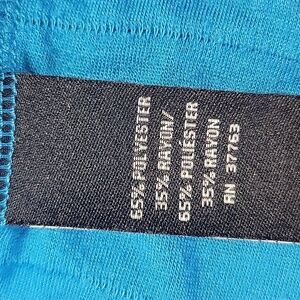 65% POLYESTER
35% RAYON/
65% POLIÉSTER
35% RAYON
RN 37763